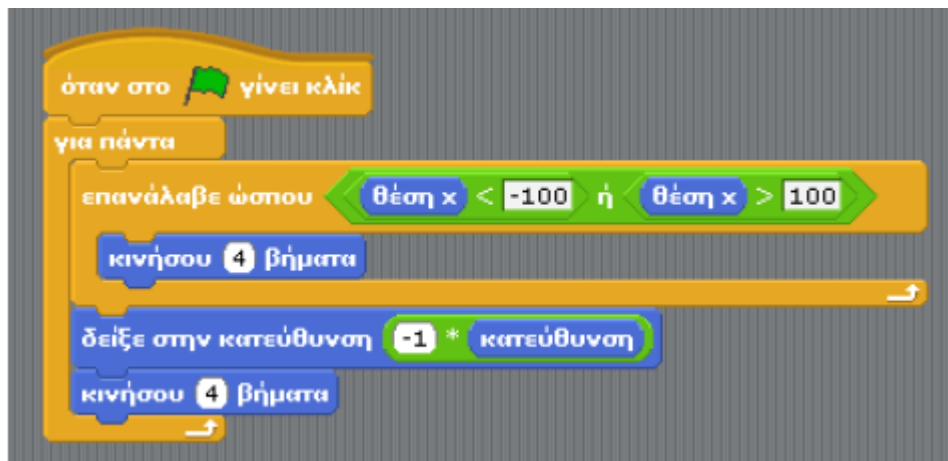 όταν στο γίνει κλίκ
για πάντα
επανάλαβε ώσπου θέση x < -100 ή θέση x > 100
κινήσου 4 βήματα
δείξε στην κατεύθυνση -1 * κατεύθυνση
κινήσου 4 βήματα